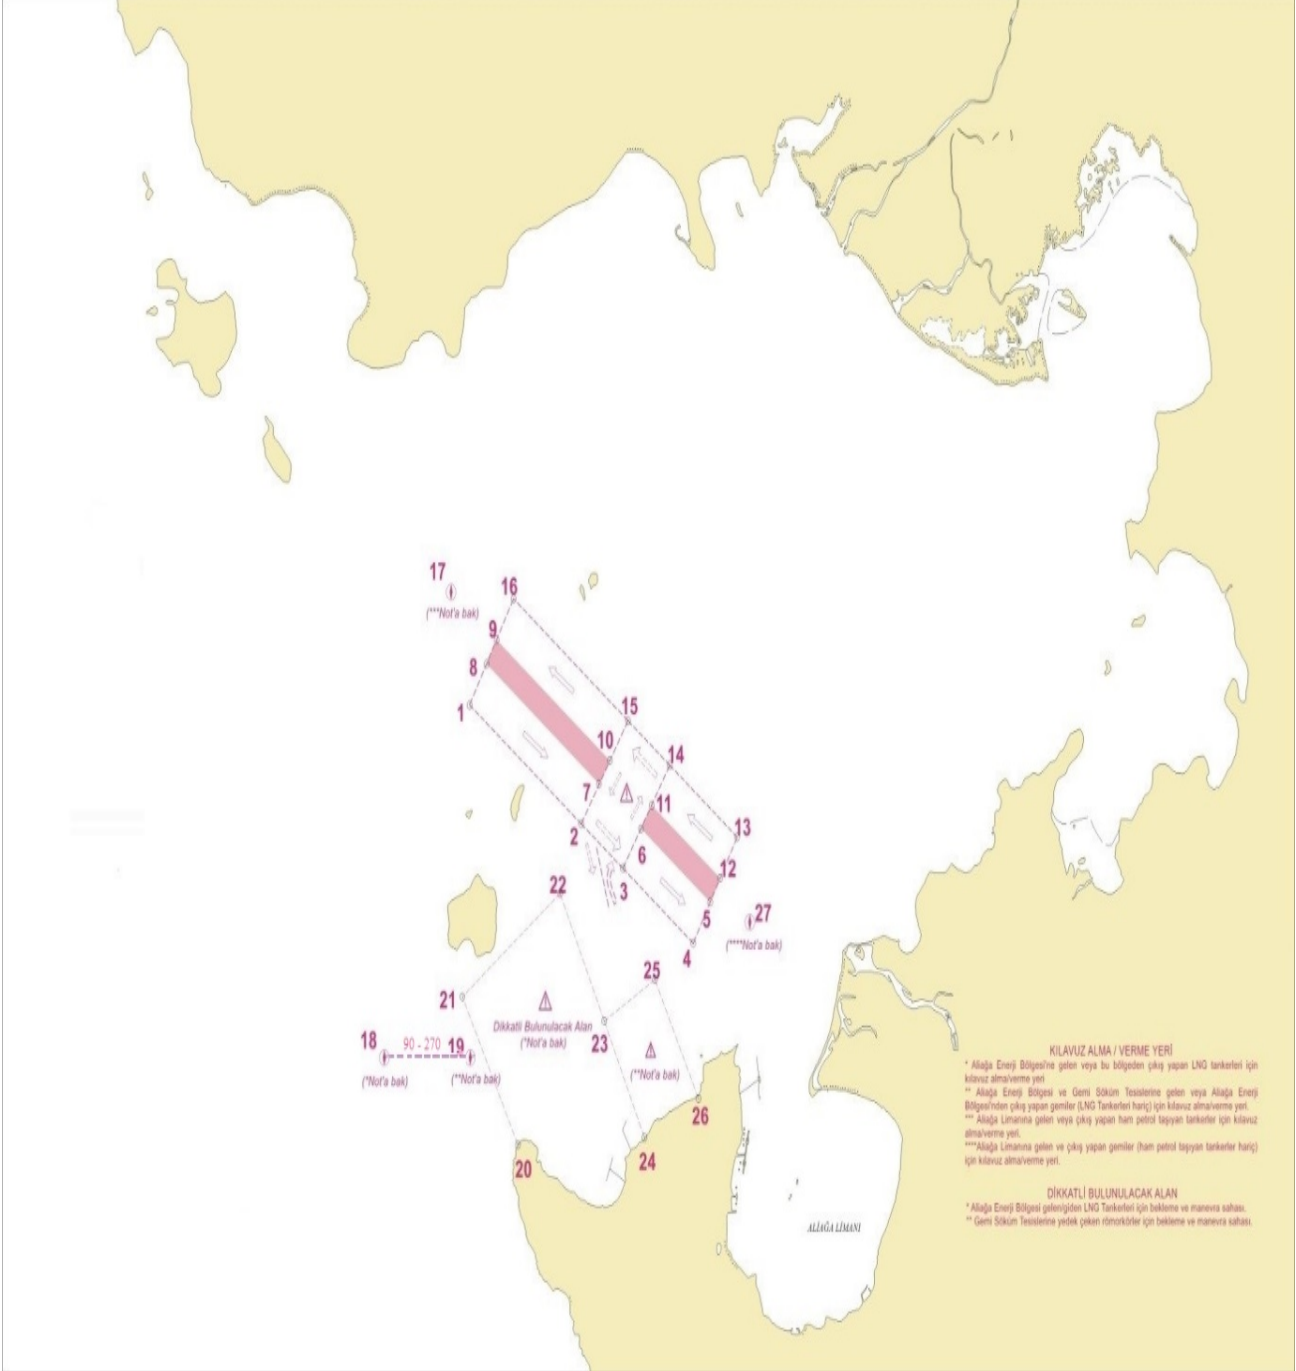 17
(***Not'a bak)
16
9
8
1
15
10
14
7
11
13
2
6
12
3
22
5
27
(****Not'a bak)
4
25
21
Dikkatli Bulunulacak Alan
(*Not'a bak)
23
18
90 - 270
19
(*Not'a bak)
(**Not'a bak)
(**Not'a bak)
26
24
20
ALİAĞA LİMANI
KILAVUZ ALMA / VERME YERİ
* Aliağa Enerji Bölgesi'ne gelen veya bu bölgeden çıkış yapan LNG tankerleri için
kılavuz alma/verme yeri
** Aliağa Enerji Bölgesi ve Gemi Söküm Tesislerine gelen veya Aliağa Enerji
Bölgesi'nden çıkış yapan gemiler (LNG Tankerleri hariç) için kılavuz alma/verme yeri.
*** Aliağa Limanına gelen veya çıkış yapan ham petrol taşıyan tankerler için kılavuz
alma/verme yeri.
****Aliağa Limanına gelen ve çıkış yapan gemiler (ham petrol taşıyan tankerler hariç)
için kılavuz alma/verme yeri.
DİKKATLİ BULUNULACAK ALAN
* Aliağa Enerji Bölgesi gelen/giden LNG Tankerleri için bekleme ve manevra sahası.
** Gemi Söküm Tesislerine yedek çeken römorkörler için bekleme ve manevra sahası.